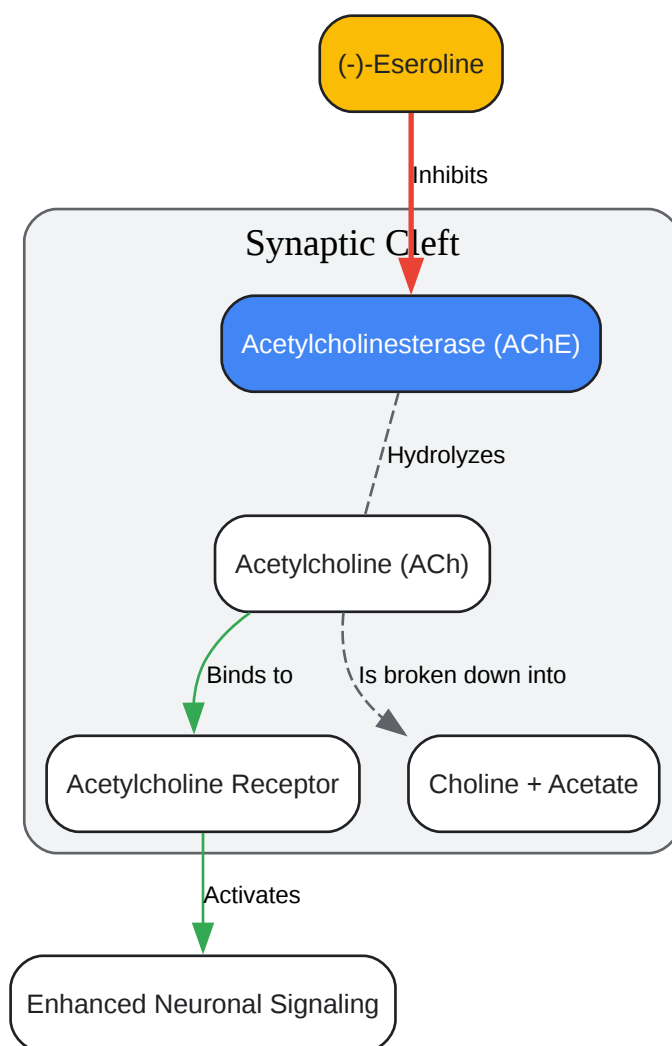 (-)-Eseroline
Inhibits
Synaptic Cleft
Acetylcholinesterase (AChE)
Hydrolyzes
Acetylcholine (ACh)
Binds to
Is broken down into
Acetylcholine Receptor
Choline + Acetate
Activates
Enhanced Neuronal Signaling